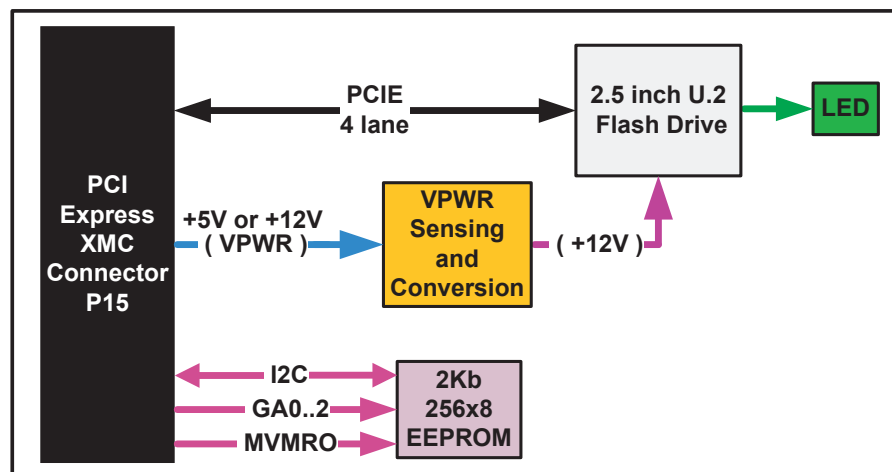 PCI
Express
XMC
Connector
P15
PCIE
4 lane
2.5 inch U.2
Flash Drive
LED
+5V or +12V
( VPWR )
VPWR
Sensing
and
Conversion
( +12V )
I2C
GA0..2
MVMRO
2Kb
256x8
EEPROM